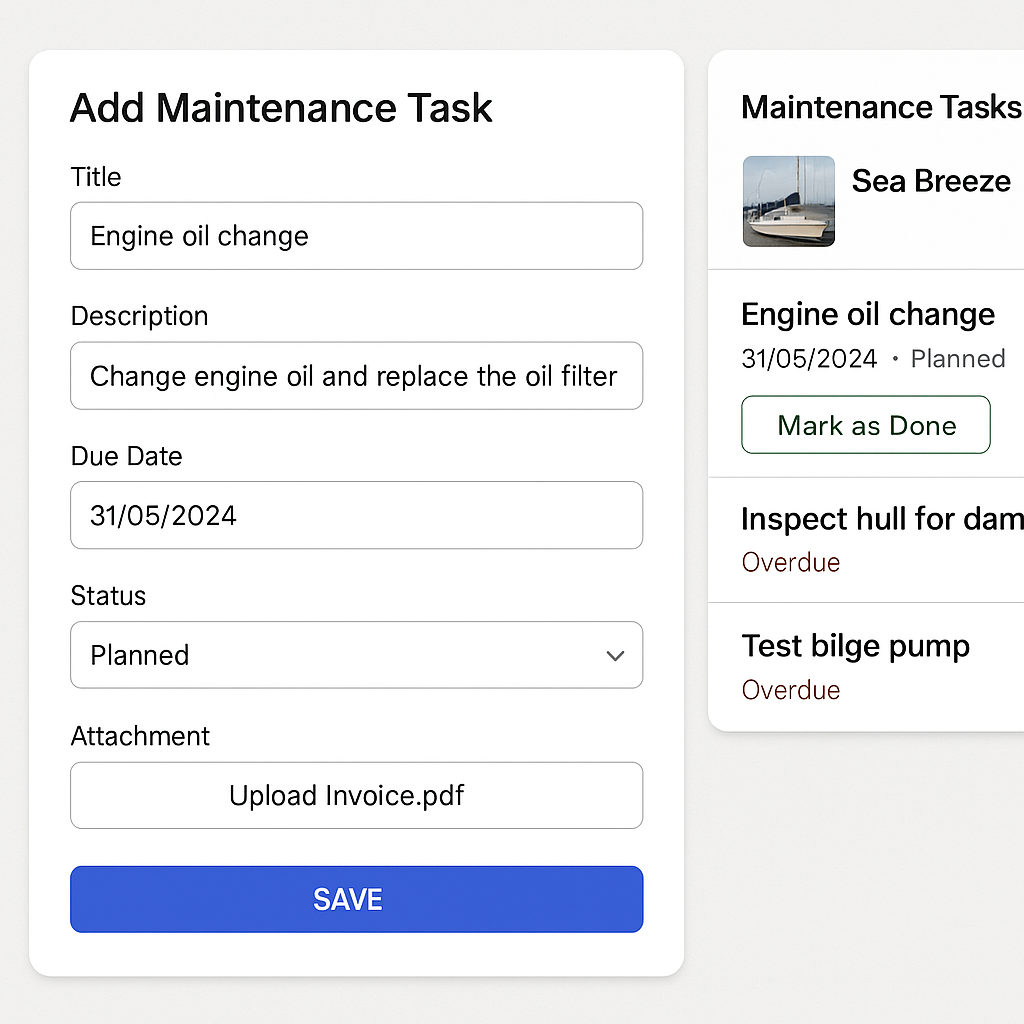 Add Maintenance Task
Title
Engine oil change
Description
Change engine oil and replace the oil filter
Due Date
31/05/2024
Status
Planned
Attachment
Upload Invoice.pdf
SAVE
Maintenance Tasks
Sea Breeze
Engine oil change
31/05/2024 • Planned
Mark as Done
Inspect hull for dam
Overdue
Test bilge pump
Overdue